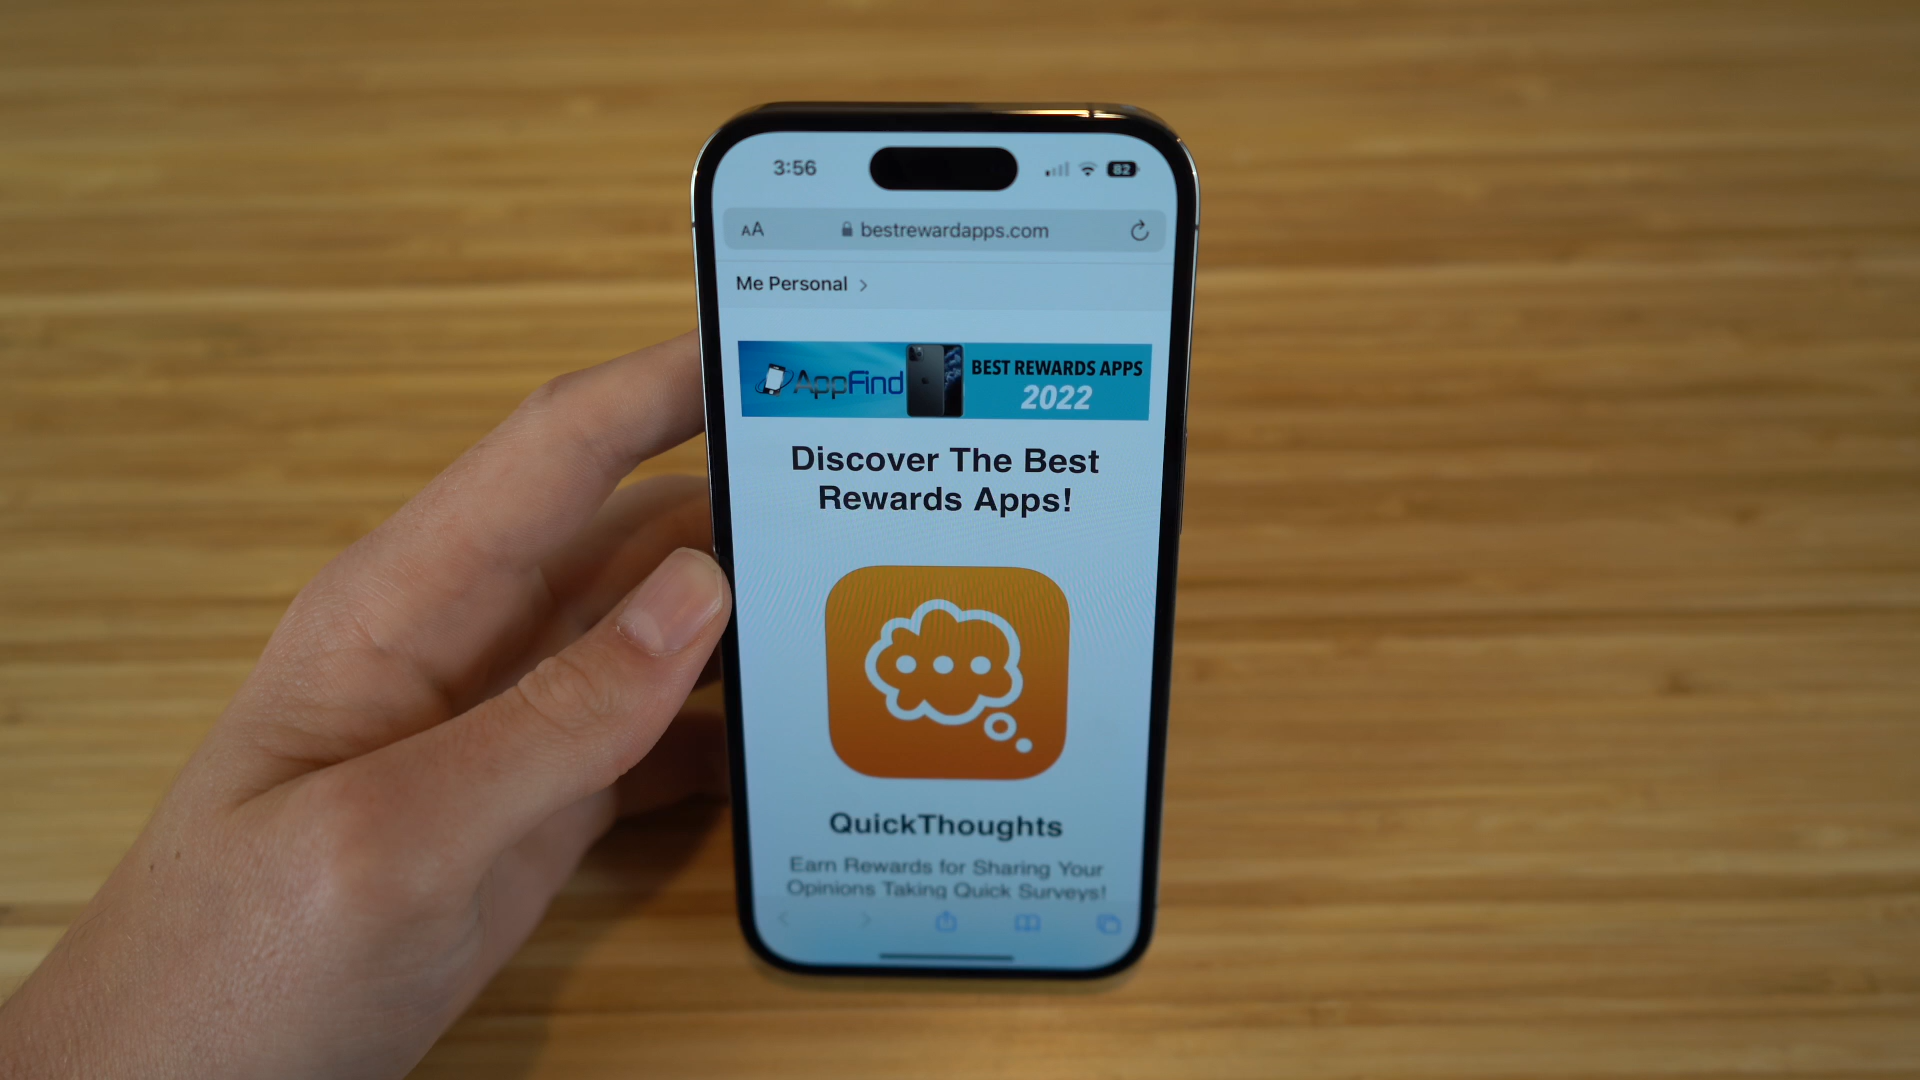 3:56
82
AA
bestrewardapps.com
Me Personal >
AppFind
BEST REWARDS APPS
2022
Discover The Best
Rewards Apps!
QuickThoughts
Earn Rewards for Sharing Your
Opinions Taking Quick Surveys!